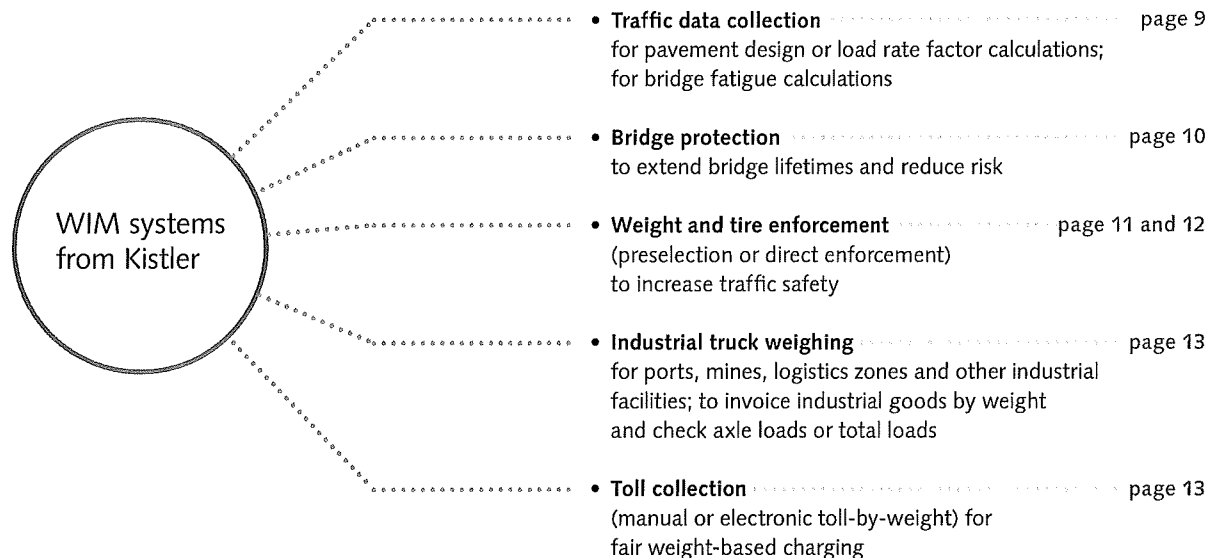 WIM systems
from Kistler
• Traffic data collection page 9
for pavement design or load rate factor calculations;
for bridge fatigue calculations
• Bridge protection page 10
to extend bridge lifetimes and reduce risk
• Weight and tire enforcement page 11 and 12
(preselection or direct enforcement)
to increase traffic safety
• Industrial truck weighing page 13
for ports, mines, logistics zones and other industrial
facilities; to invoice industrial goods by weight
and check axle loads or total loads
• Toll collection page 13
(manual or electronic toll-by-weight) for
fair weight-based charging